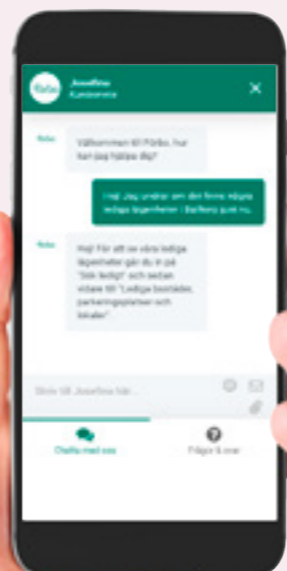 Förbo
Josefina
Kundservice
Förbo
Välkommen till Förbo, hur
kan jag hjälpa dig?
Hej! Jag undrar om det finns några
lediga lägenheter i just nu.
Förbo
Hej! För att se våra lediga
lägenheter går du in på
"Sök ledigt" och sedan
vidare till "Lediga bostäder,
parkeringsplatser och
lokaler".
Skriv till Josefina här...
Chatta med oss
Frågor & svar